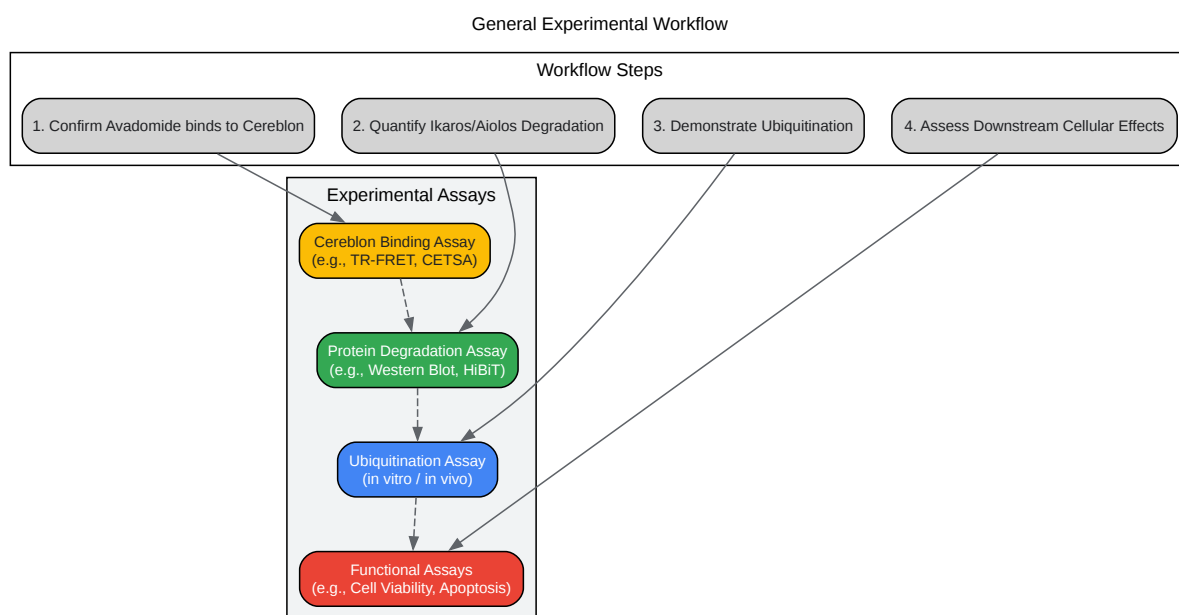 General Experimental Workflow
Workflow Steps
1. Confirm Avadomide binds to Cereblon
2. Quantify Ikaros/Aiolos Degradation
3. Demonstrate Ubiquitination
4. Assess Downstream Cellular Effects
Experimental Assays
Cereblon Binding Assay
(e.g., TR-FRET, CETSA)
Protein Degradation Assay
(e.g., Western Blot, HiBiT)
Ubiquitination Assay
(in vitro / in vivo)
Functional Assays
(e.g., Cell Viability, Apoptosis)